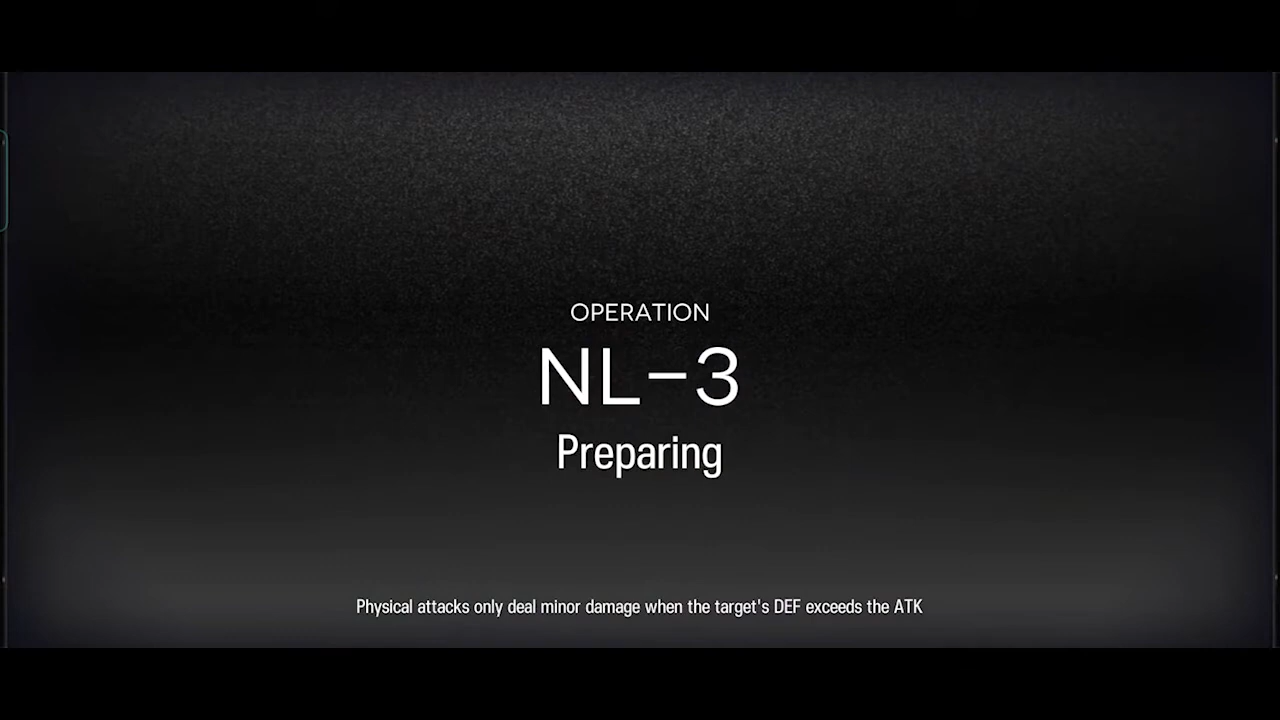 OPERATION
NL-3
Preparing
Physical attacks only deal minor damage when the target's DEF exceeds the ATK